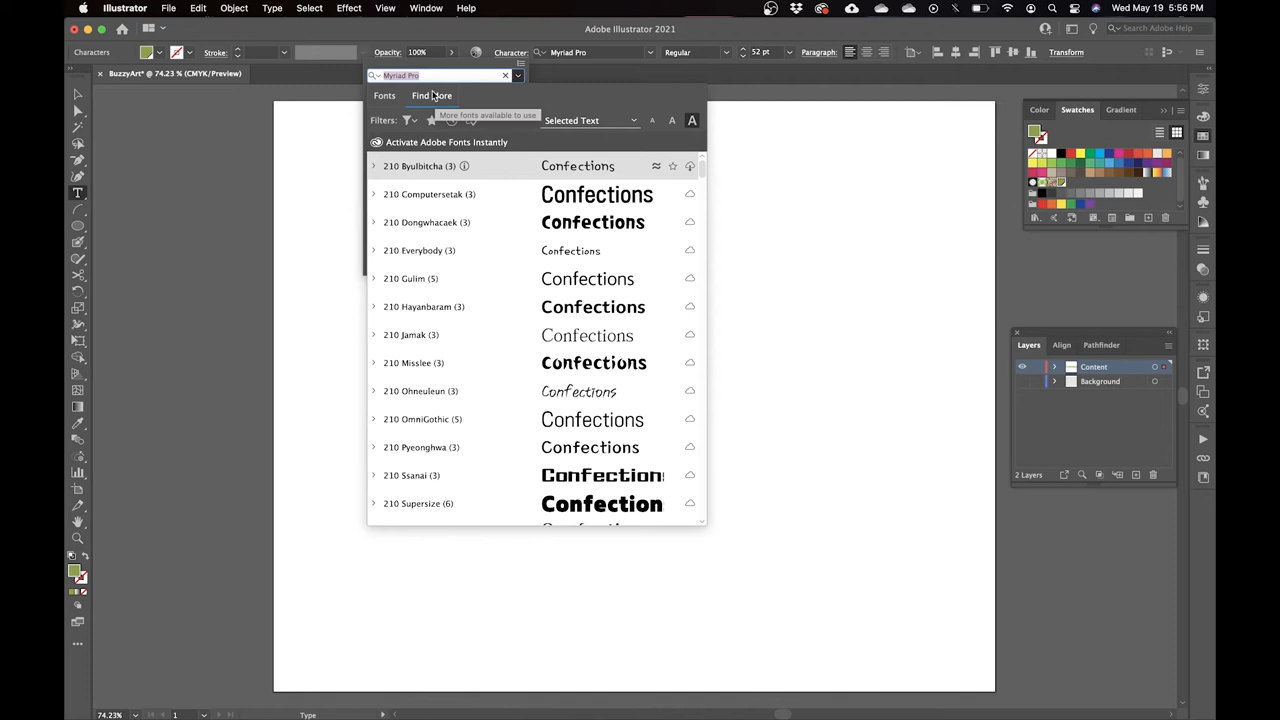 Illustrator File Edit Object Type Select Effect View Window Help Wed May 19 5:56 PM
Adobe Illustrator 2021 Search Adobe Help
Characters Stroke: Opacity: 100% Character: Myriad Pro Regular 52 pt Paragraph: Transform
BuzzyArt* @ 74.23 % (CMYK/Preview)
Myriad Pro
Fonts Find More
More fonts available to use
Filters: Selected Text A A A
Activate Adobe Fonts Instantly
210 Byulbitcha (3) Confections
210 Computersetak (3) Confections
210 Dongwhacaek (3) Confections
210 Everybody (3) Confections
210 Gulim (5) Confections
210 Hayanbaram (3) Confections
210 Jamak (3) Confections
210 Misslee (3) Confections
210 Ohneuleun (3) Confections
210 OmniGothic (5) Confections
210 Pyeonghwa (3) Confections
210 Ssanai (3) Confections
210 Supersize (6) Confection
Color Swatches Gradient
Layers Align Pathfinder
Content
Background
2 Layers
74.23% 1 Type